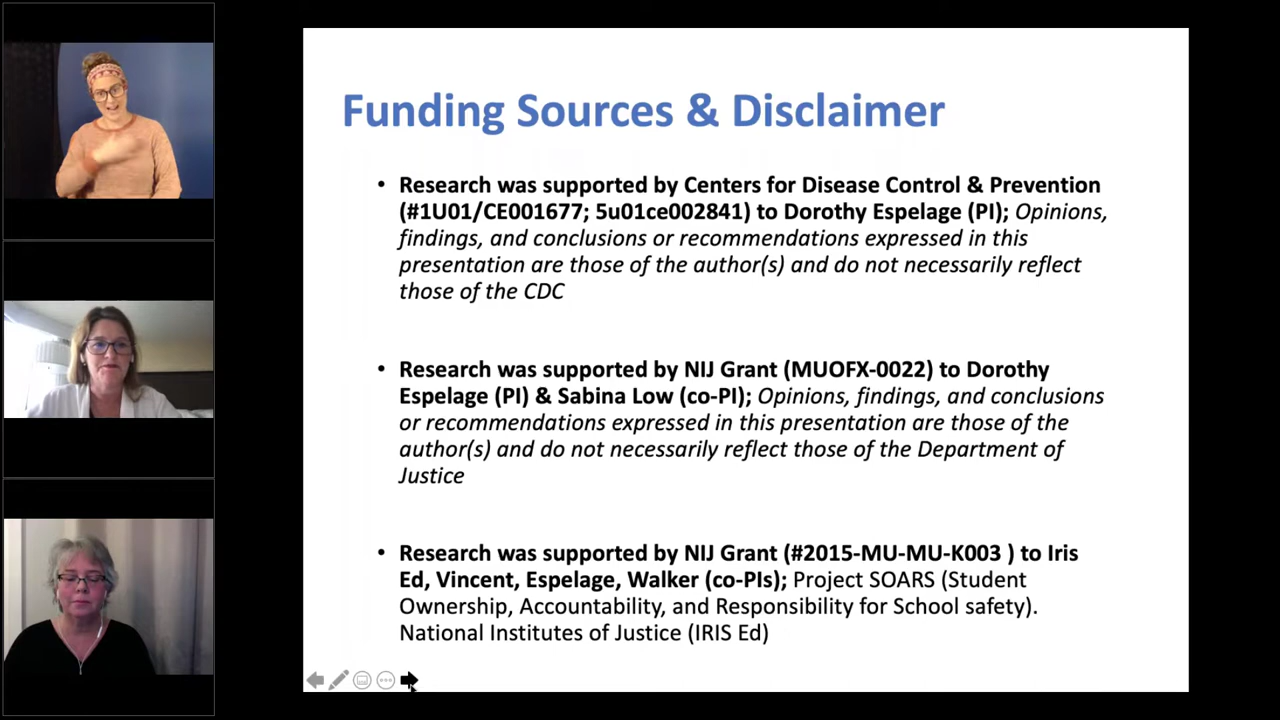 Funding Sources & Disclaimer
• Research was supported by Centers for Disease Control & Prevention
(#1U01/CE001677; 5u01ce002841) to Dorothy Espelage (PI); Opinions,
findings, and conclusions or recommendations expressed in this
presentation are those of the author(s) and do not necessarily reflect
those of the CDC
• Research was supported by NIJ Grant (MUOFX-0022) to Dorothy
Espelage (PI) & Sabina Low (co-PI); Opinions, findings, and conclusions
or recommendations expressed in this presentation are those of the
author(s) and do not necessarily reflect those of the Department of
Justice
• Research was supported by NIJ Grant (#2015-MU-MU-K003 ) to Iris
Ed, Vincent, Espelage, Walker (co-PIs); Project SOARS (Student
Ownership, Accountability, and Responsibility for School safety).
National Institutes of Justice (IRIS Ed)